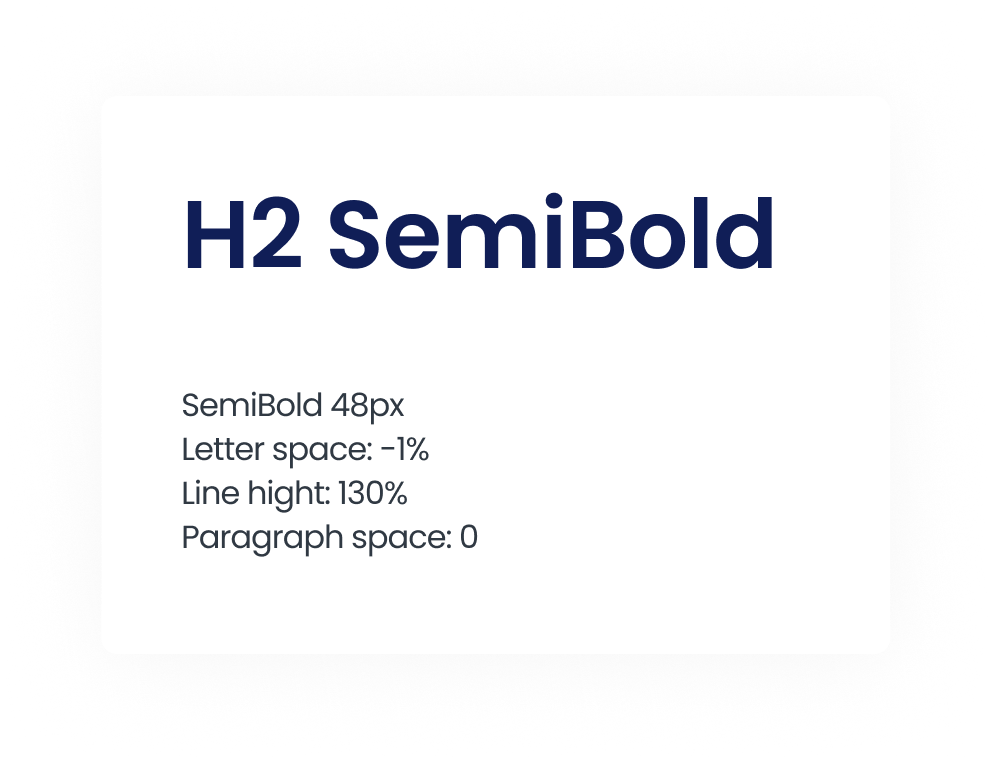 H2 SemiBold
SemiBold 48px
Letter space: -1%
Line hight: 130%
Paragraph space: 0